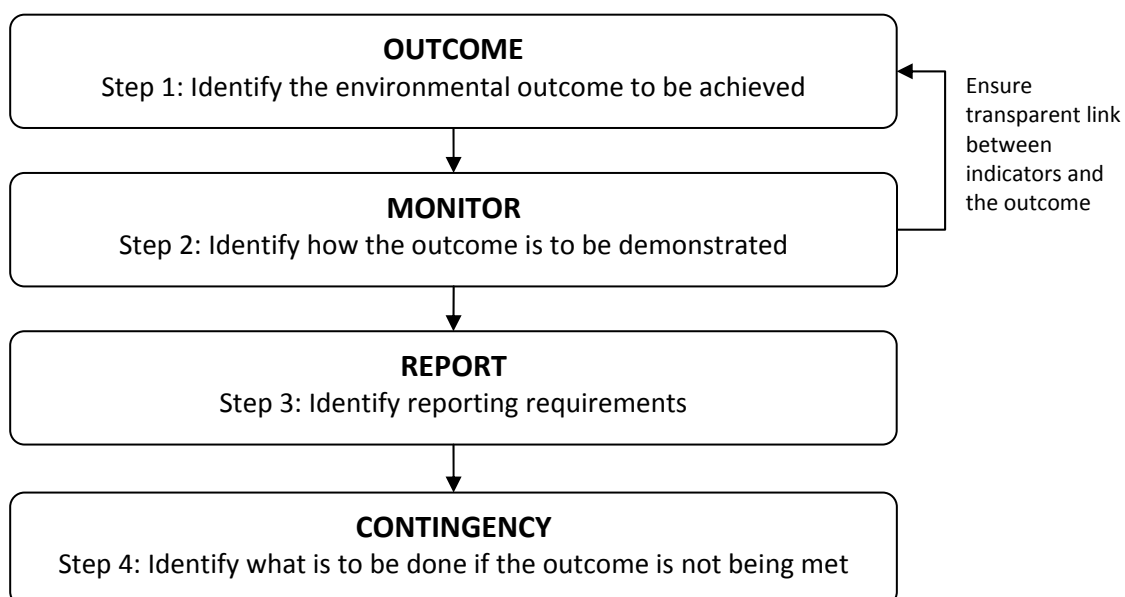 OUTCOME
Step 1: Identify the environmental outcome to be achieved
Ensure
transparent link
between
indicators and
the outcome
MONITOR
Step 2: Identify how the outcome is to be demonstrated
REPORT
Step 3: Identify reporting requirements
CONTINGENCY
Step 4: Identify what is to be done if the outcome is not being met